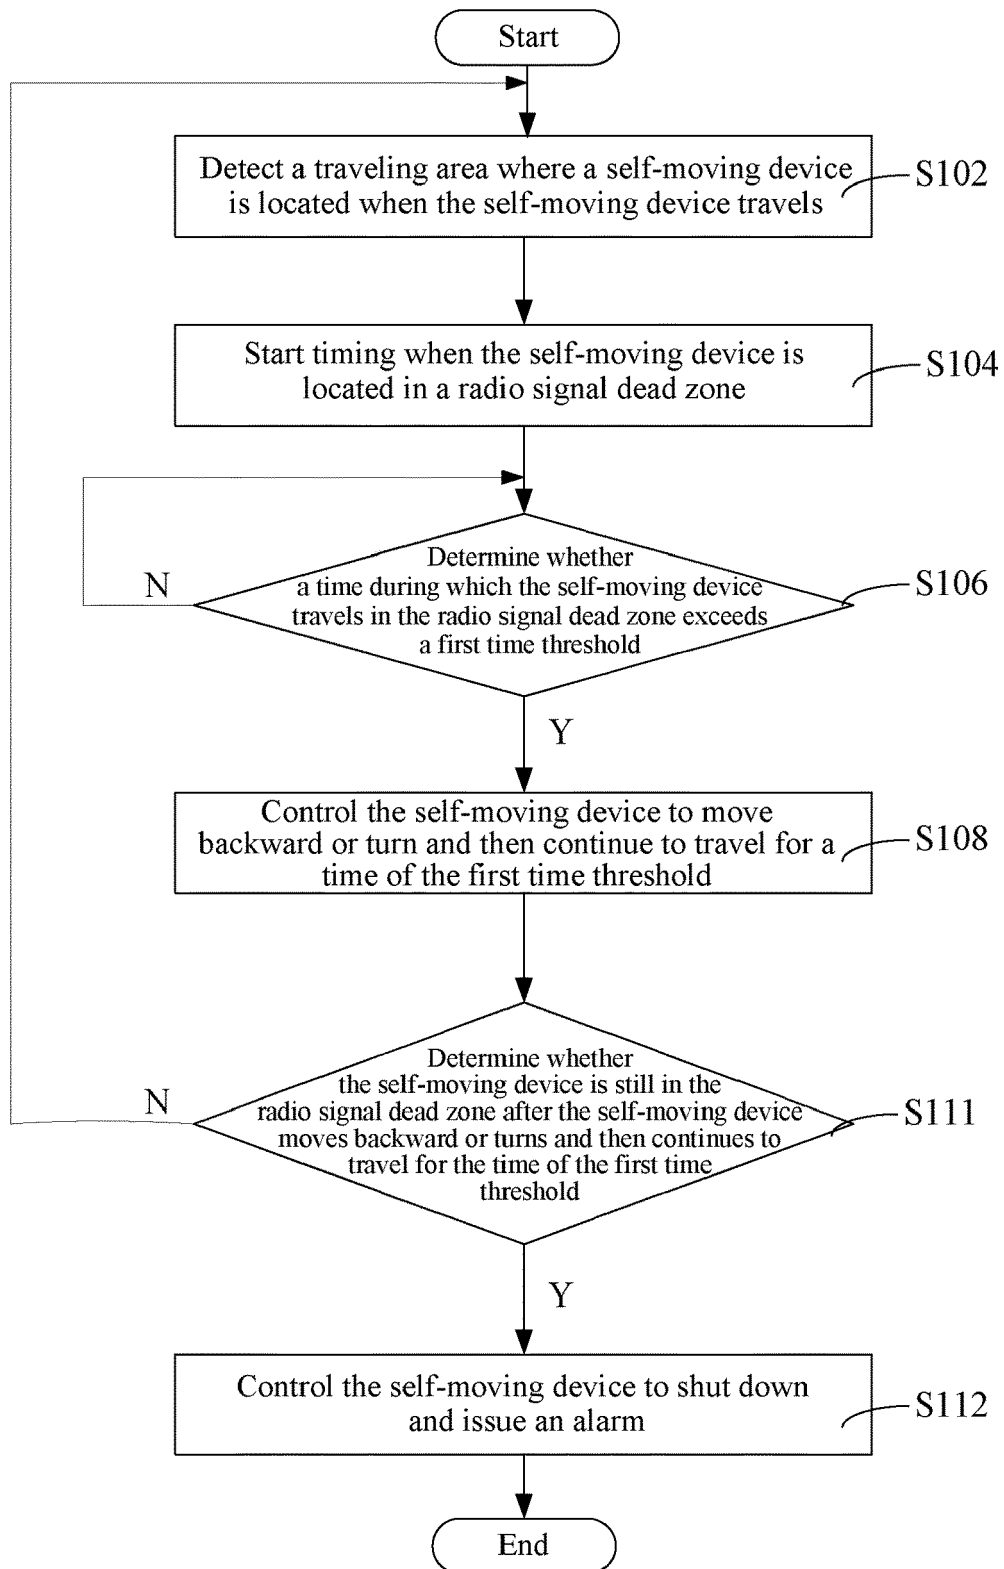 Start
Detect a traveling area where a self-moving device
is located when the self-moving device travels
S102
Start timing when the self-moving device is
located in a radio signal dead zone
S104
Determine whether
a time during which the self-moving device
travels in the radio signal dead zone exceeds
a first time threshold
N
S106
Y
Control the self-moving device to move
backward or turn and then continue to travel for a
time of the first time threshold
S108
Determine whether
the self-moving device is still in the
radio signal dead zone after the self-moving device
moves backward or turns and then continues to
travel for the time of the first time
threshold
N
S111
Y
Control the self-moving device to shut down
and issue an alarm
S112
End